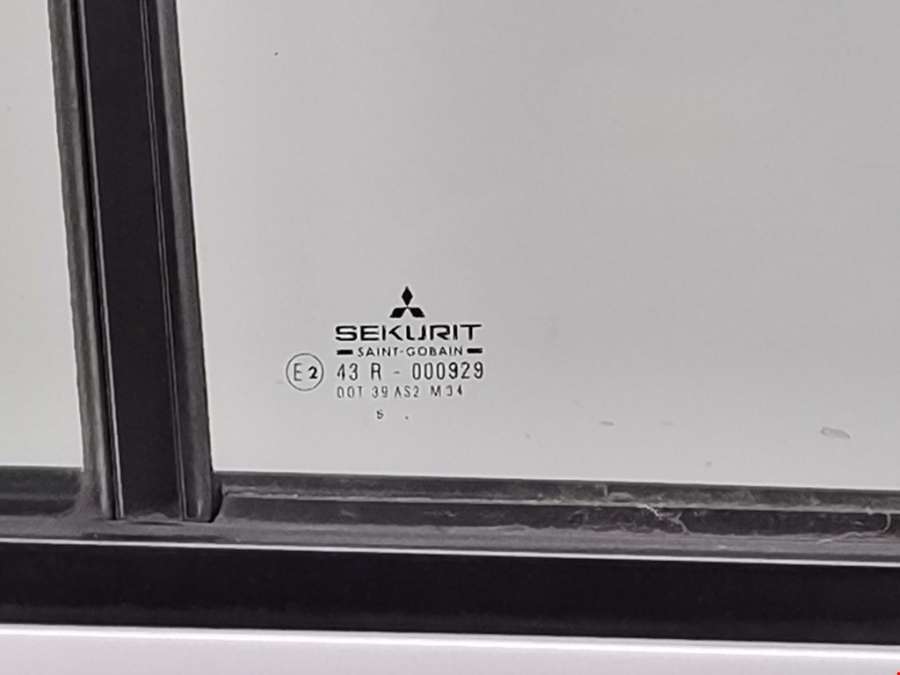 SEKURIT
SAINT-GOBAIN
E2 43 R - 000929
DOT 39 AS2 M34